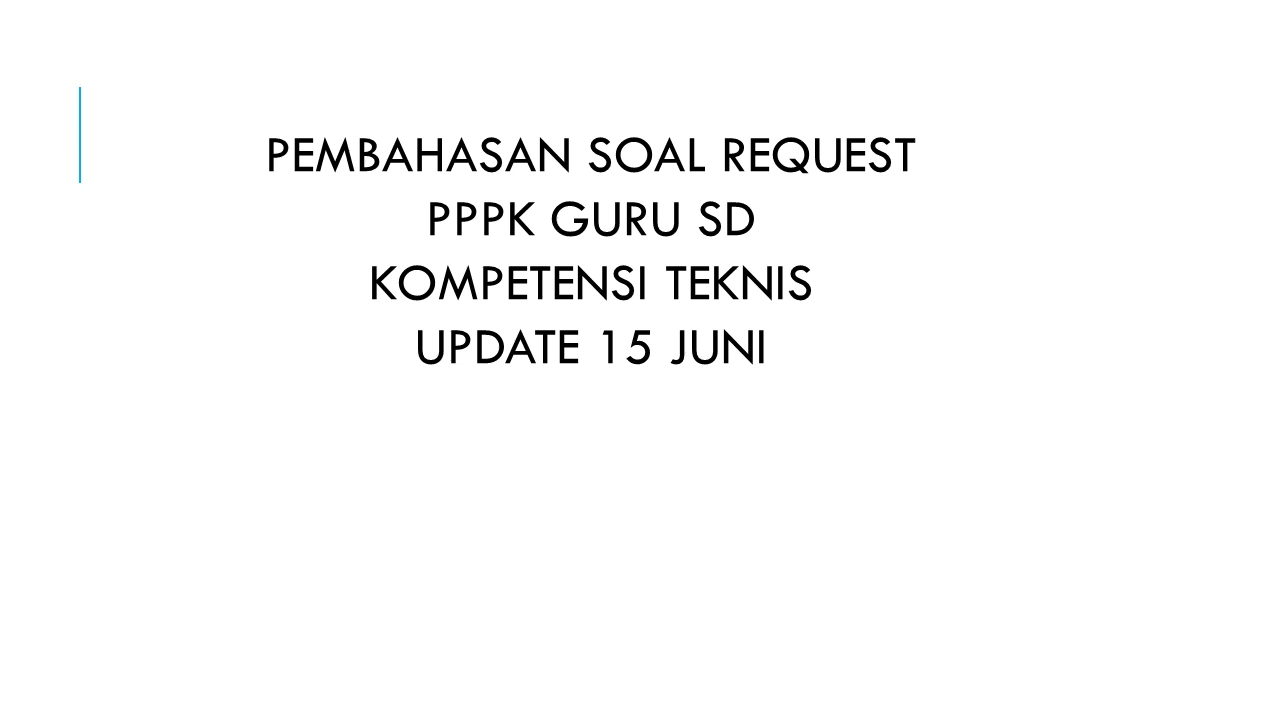 PEMBAHASAN SOAL REQUEST
PPPK GURU SD
KOMPETENSI TEKNIS
UPDATE 15 JUNI